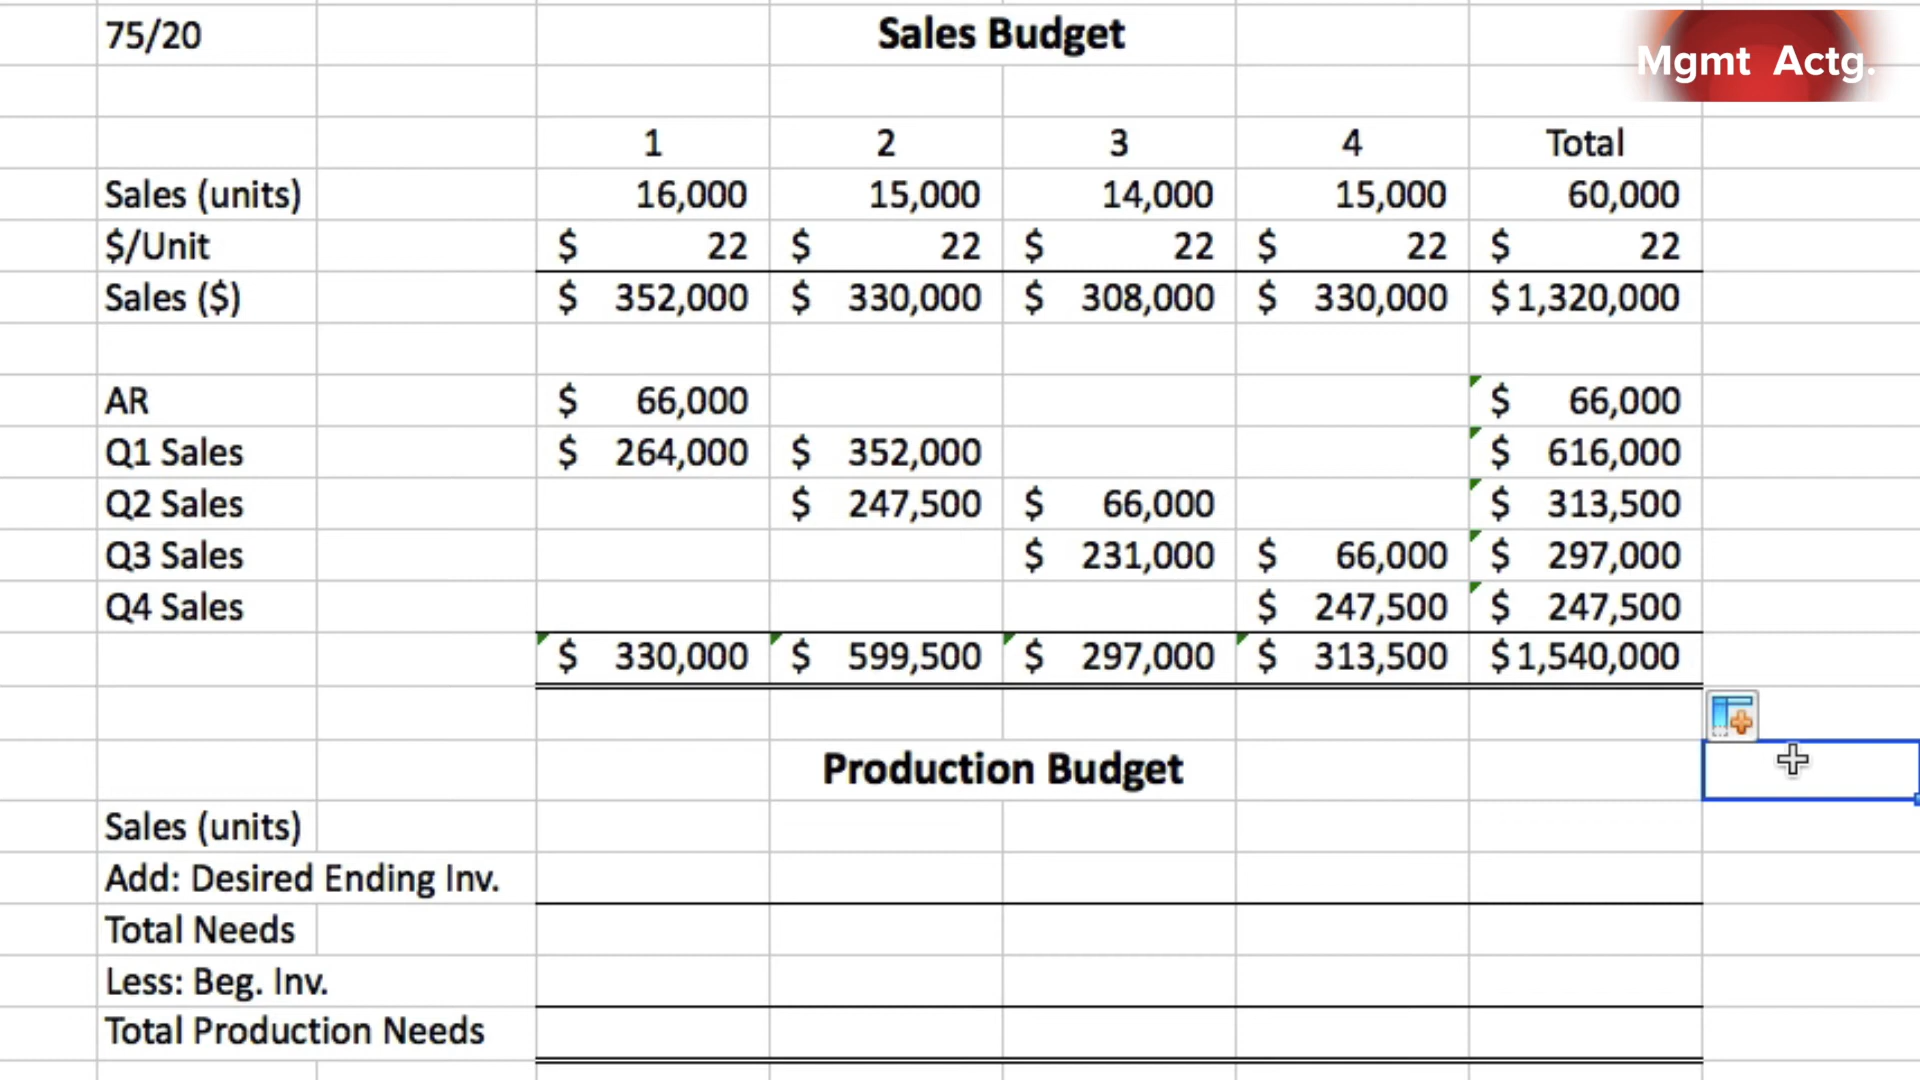 75/20 Sales Budget
Mgmt Actg.
1 2 3 4 Total
Sales (units) 16,000 15,000 14,000 15,000 60,000
$/Unit $ 22 $ 22 $ 22 $ 22 $ 22
Sales ($) $ 352,000 $ 330,000 $ 308,000 $ 330,000 $1,320,000
AR $ 66,000 $ 66,000
Q1 Sales $ 264,000 $ 352,000 $ 616,000
Q2 Sales $ 247,500 $ 66,000 $ 313,500
Q3 Sales $ 231,000 $ 66,000 $ 297,000
Q4 Sales $ 247,500 $ 247,500
$ 330,000 $ 599,500 $ 297,000 $ 313,500 $1,540,000
Production Budget
Sales (units)
Add: Desired Ending Inv.
Total Needs
Less: Beg. Inv.
Total Production Needs